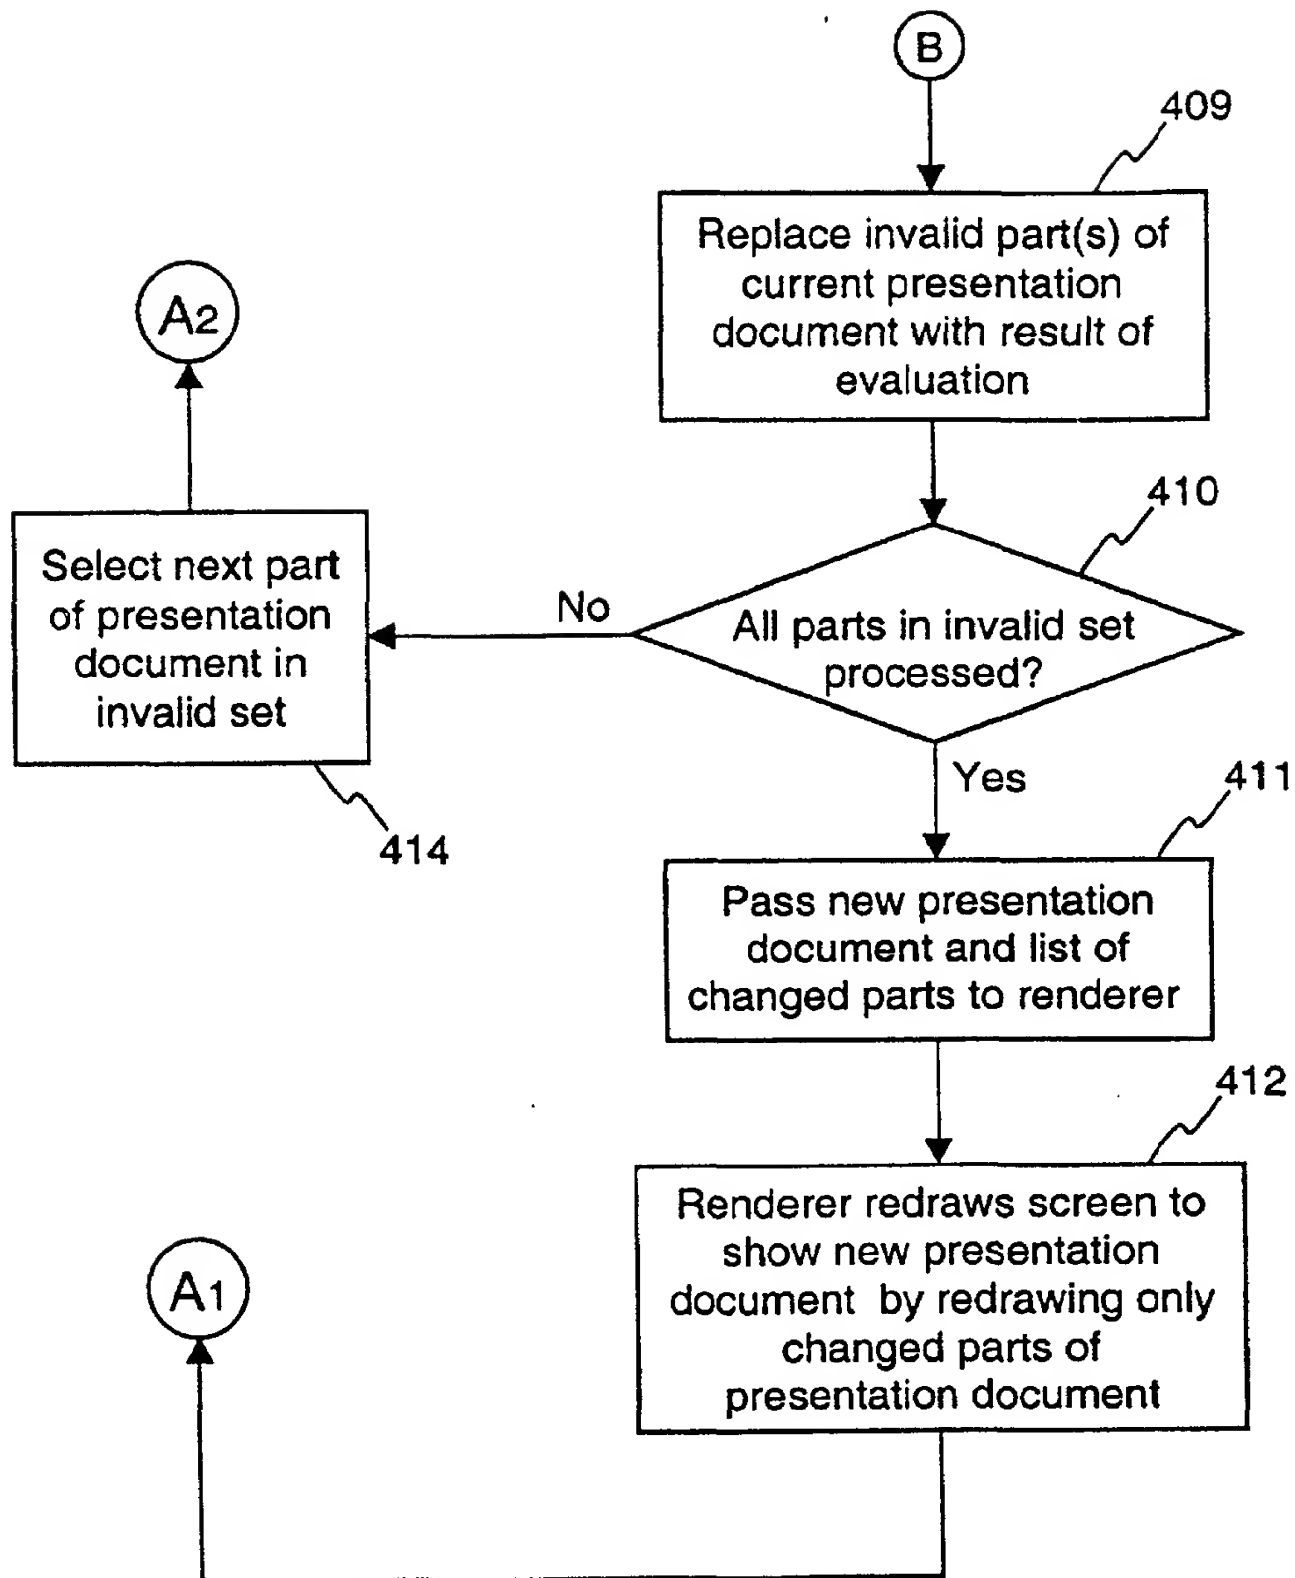 B
409
Replace invalid part(s) of
current presentation
document with result of
evaluation
A2
410
Select next part
of presentation
document in
invalid set
No
All parts in invalid set
processed?
414
Yes
411
Pass new presentation
document and list of
changed parts to renderer
412
Renderer redraws screen to
show new presentation
document by redrawing only
changed parts of
presentation document
A1